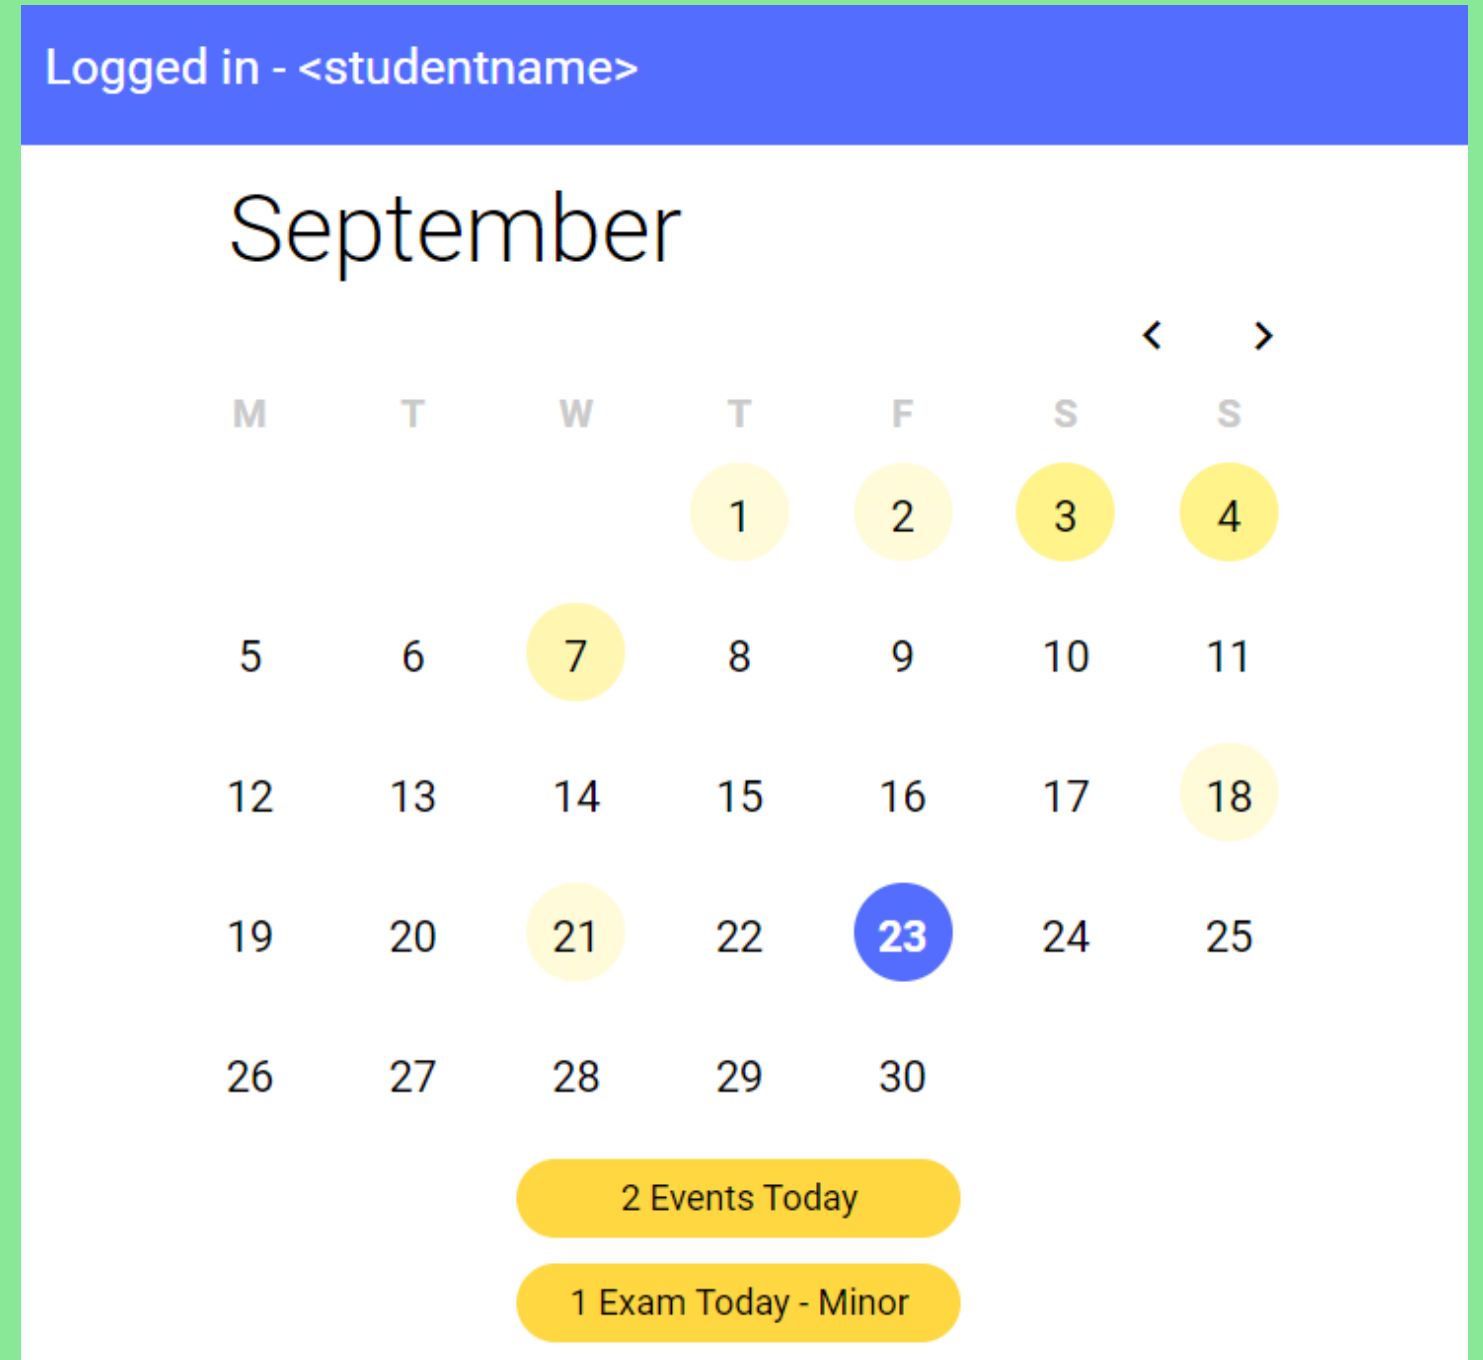 Logged in - <studentname>
September
< >
M T W T F S S
1 2 3 4
5 6 7 8 9 10 11
12 13 14 15 16 17 18
19 20 21 22 23 24 25
26 27 28 29 30
2 Events Today
1 Exam Today - Minor